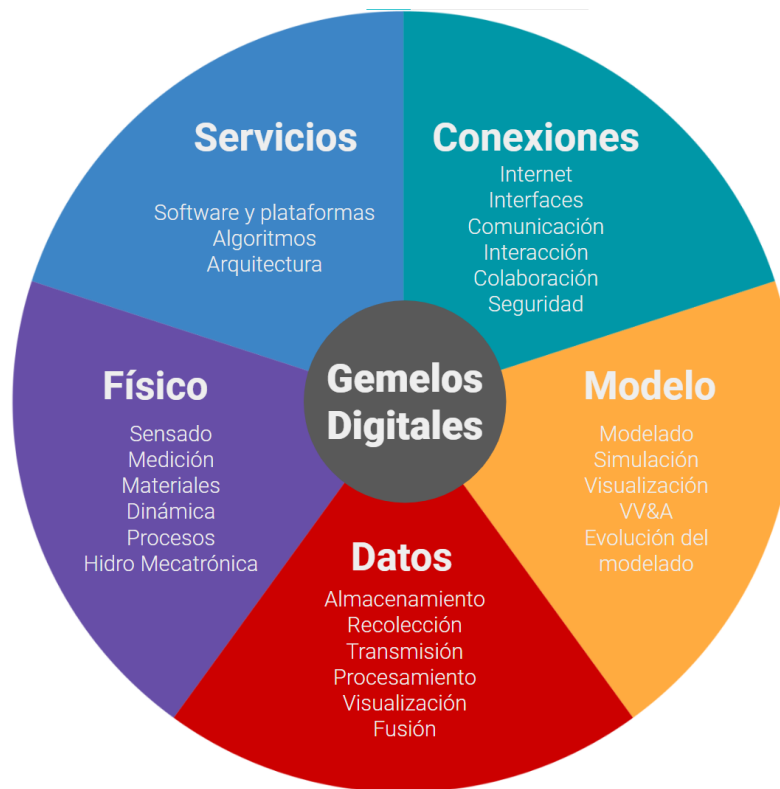 Servicios
Software y plataformas
Algoritmos
Arquitectura
Conexiones
Internet
Interfaces
Comunicación
Interacción
Colaboración
Seguridad
Físico
Sensado
Medición
Materiales
Dinámica
Procesos
Hidro Mecatrónica
Gemelos
Digitales
Modelo
Modelado
Simulación
Visualización
VV&A
Evolución del
modelado
Datos
Almacenamiento
Recolección
Transmisión
Procesamiento
Visualización
Fusión